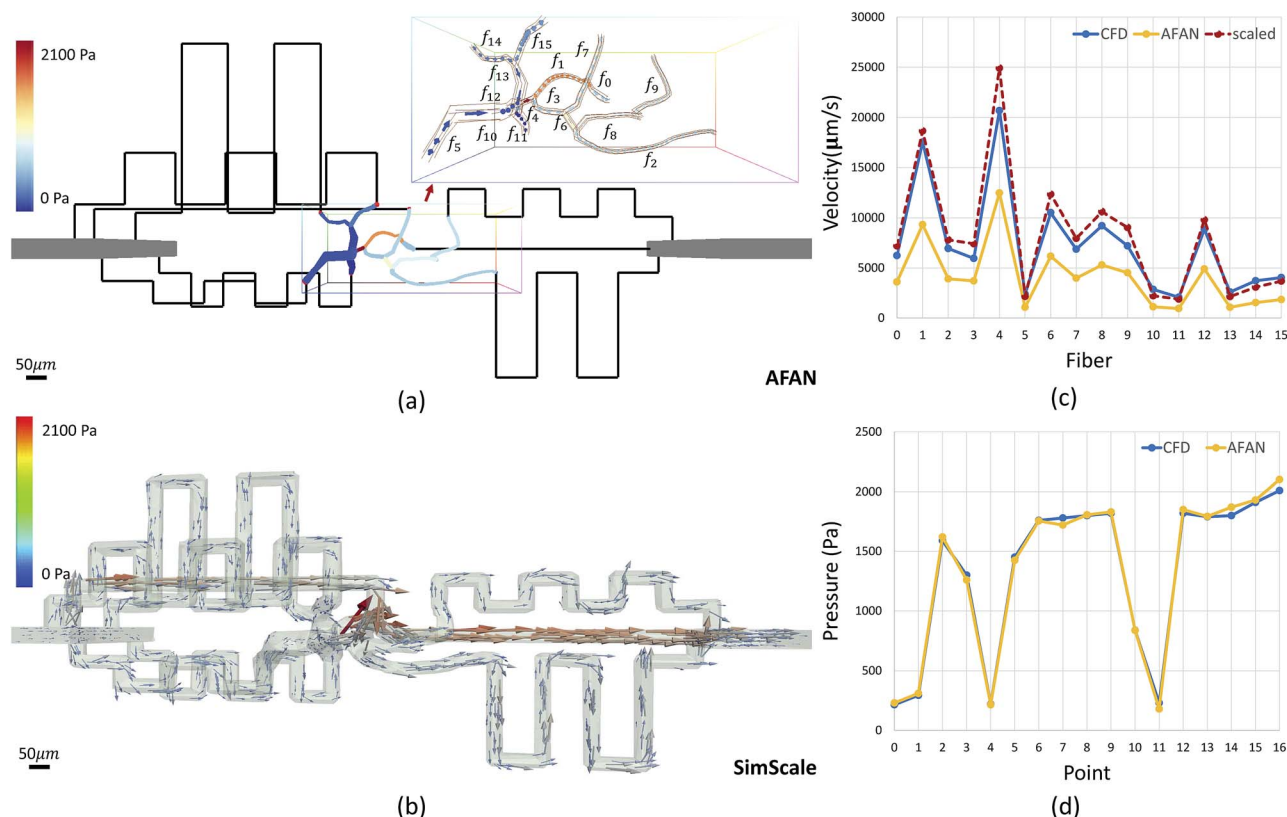 2100 Pa
0 Pa
f14
f15
f1
f7
f13
f0
f9
f12
f3
f4
f6
f10
f11
f8
f5
f2
50μm
AFAN
(a)
2100 Pa
0 Pa
50μm
SimScale
(b)
CFD AFAN scaled
30000
25000
20000
15000
10000
5000
0
Velocity(μm/s)
0 1 2 3 4 5 6 7 8 9 10 11 12 13 14 15
Fiber
(c)
CFD AFAN
2500
2000
1500
1000
500
0
Pressure (Pa)
0 1 2 3 4 5 6 7 8 9 10 11 12 13 14 15 16
Point
(d)